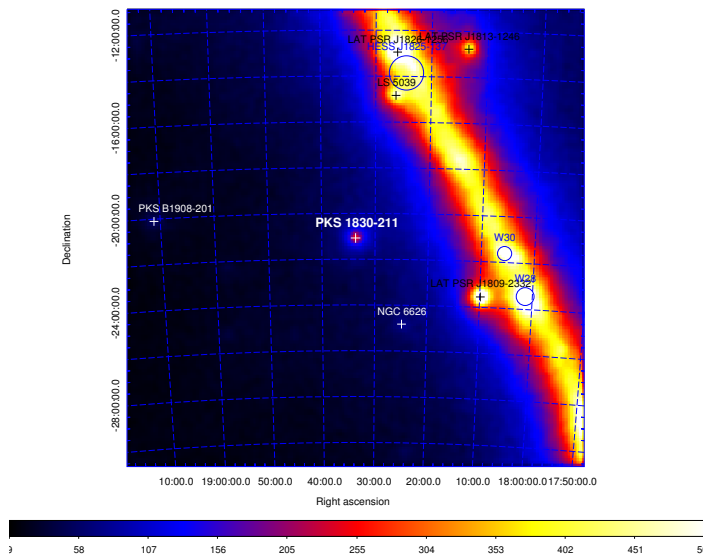 -12:00:00.0
LAT PSR J1826-1256
LAT PSR J1813-1246
HESS J1825-137
LS 5039
-16:00:00.0
PKS B1908-201
-20:00:00.0
PKS 1830-211
W30
W28
LAT PSR J1809-2332
NGC 6626
-24:00:00.0
-28:00:00.0
Declination
10:00.0 19:00:00.0 50:00.0 40:00.0 30:00.0 20:00.0 10:00.0 18:00:00.0 17:50:00.0
Right ascension
9 58 107 156 205 255 304 353 402 451